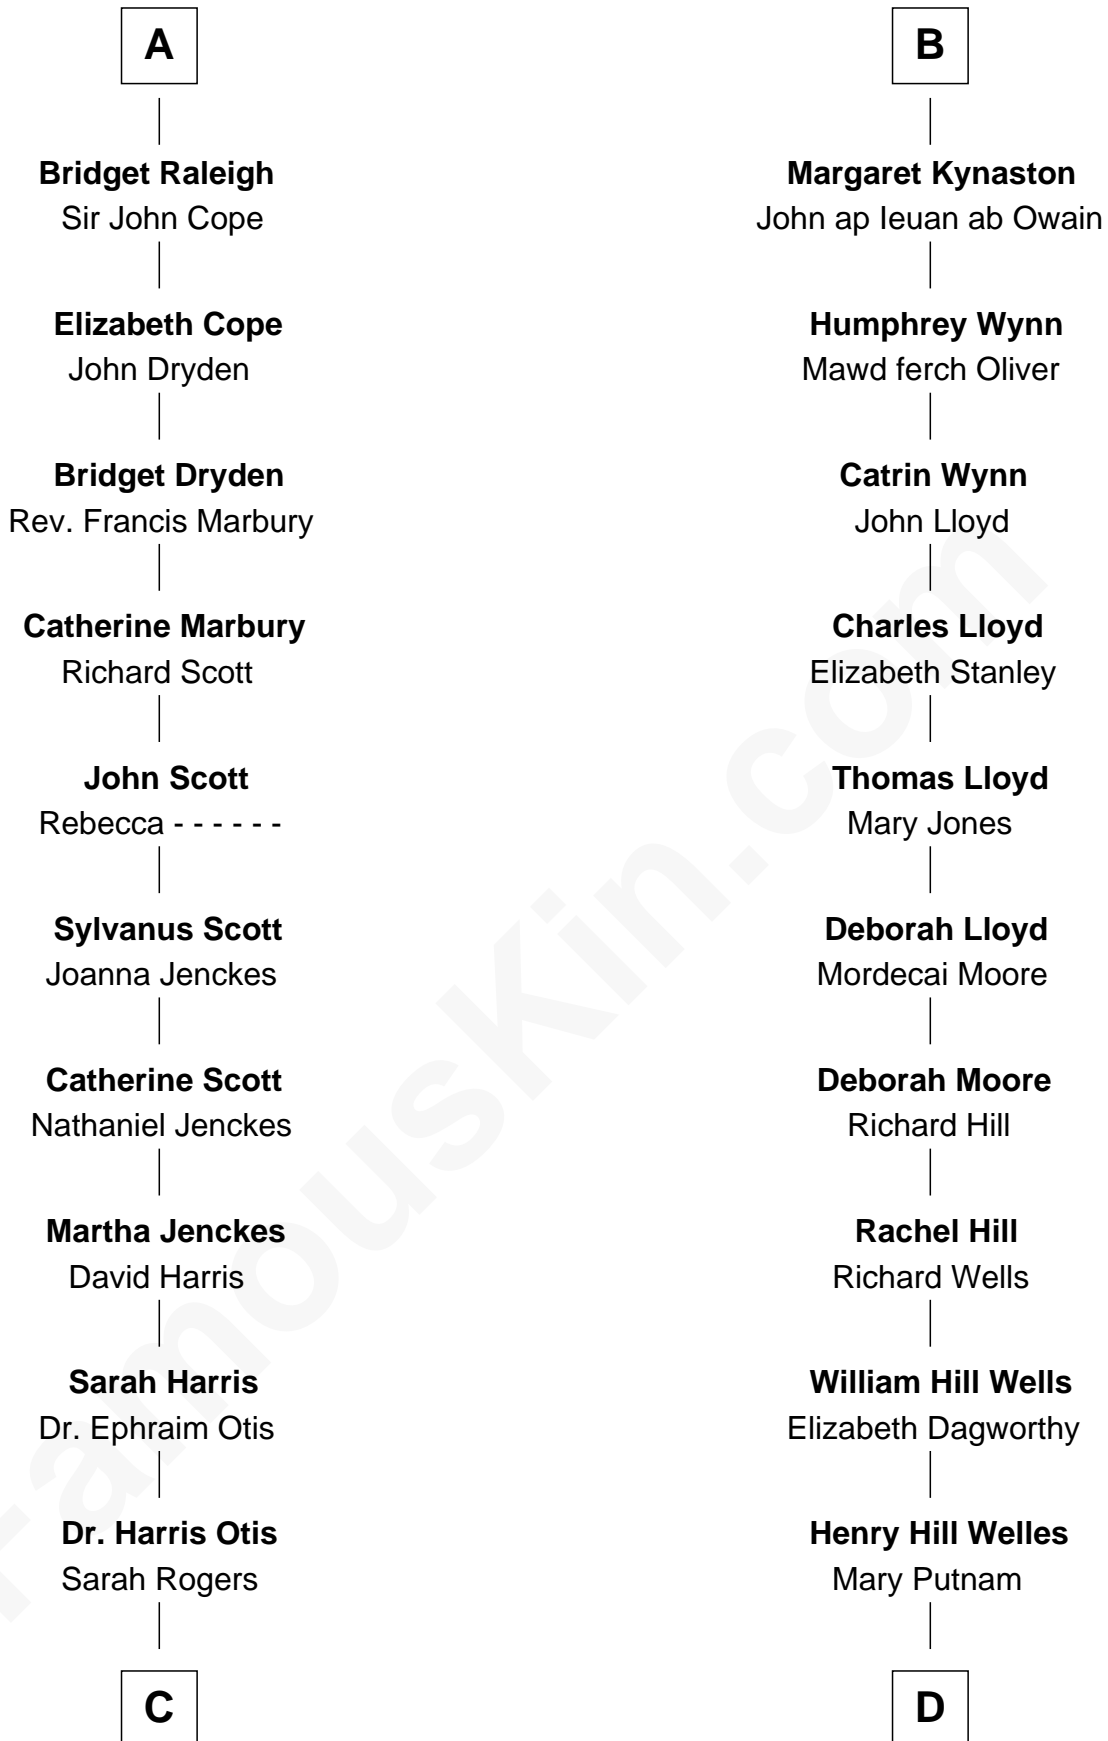 A
Bridget Raleigh
Sir John Cope
Elizabeth Cope
John Dryden
Bridget Dryden
Rev. Francis Marbury
Catherine Marbury
Richard Scott
John Scott
Rebecca - - - - - -
Sylvanus Scott
Joanna Jenckes
Catherine Scott
Nathaniel Jenckes
Martha Jenckes
David Harris
Sarah Harris
Dr. Ephraim Otis
Dr. Harris Otis
Sarah Rogers
C
B
Margaret Kynaston
John ap Ieuan ab Owain
Humphrey Wynn
Mawd ferch Oliver
Catrin Wynn
John Lloyd
Charles Lloyd
Elizabeth Stanley
Thomas Lloyd
Mary Jones
Deborah Lloyd
Mordecai Moore
Deborah Moore
Richard Hill
Rachel Hill
Richard Wells
William Hill Wells
Elizabeth Dagworthy
Henry Hill Welles
Mary Putnam
D
FamousKin.com